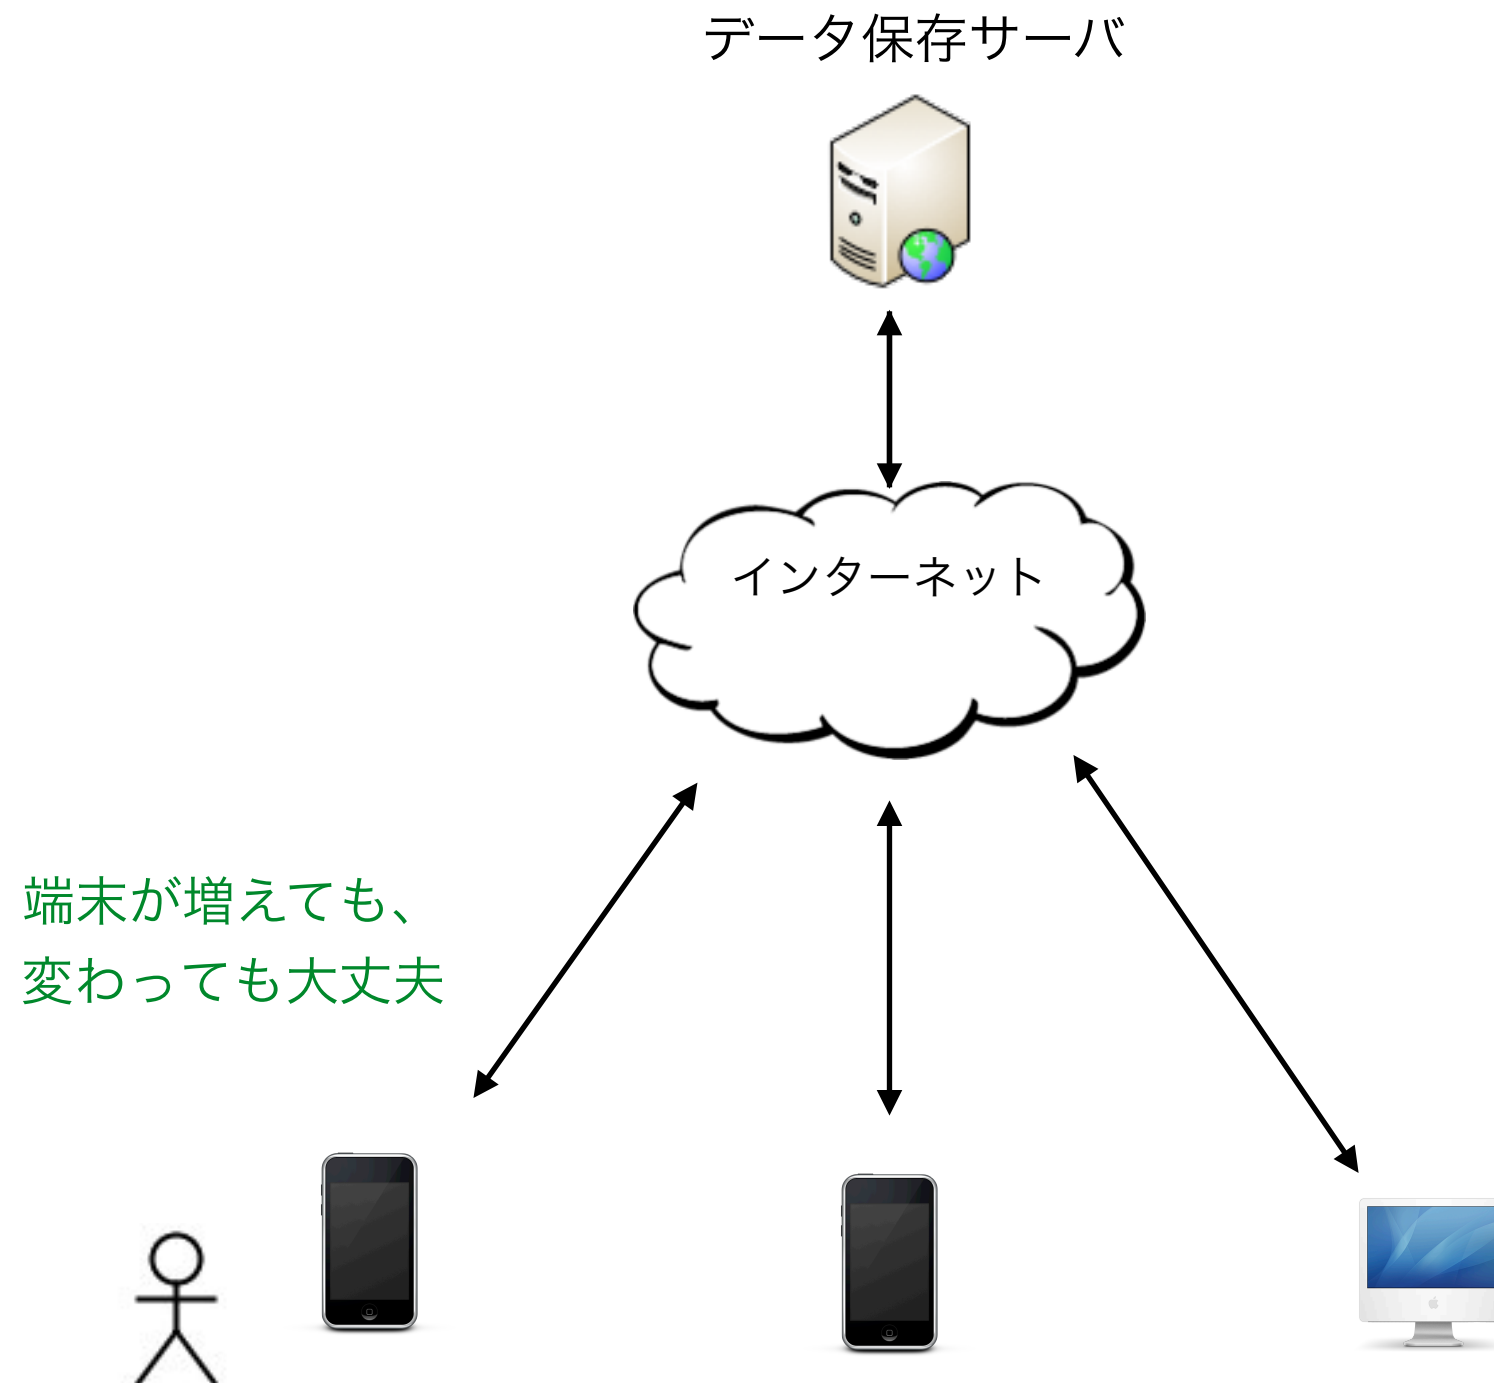 データ保存サーバ
インターネット
端末が増えても、
変わっても大丈夫